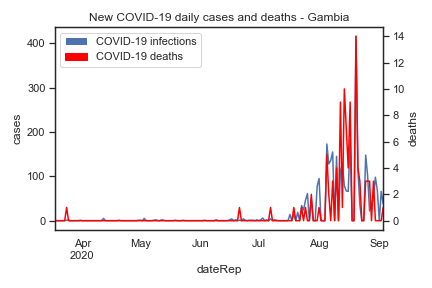 New COVID-19 daily cases and deaths - Gambia
COVID-19 infections
COVID-19 deaths
400
300
200
100
0
cases
14
12
10
8
6
4
2
0
deaths
Apr
2020
May
Jun
Jul
Aug
Sep
dateRep